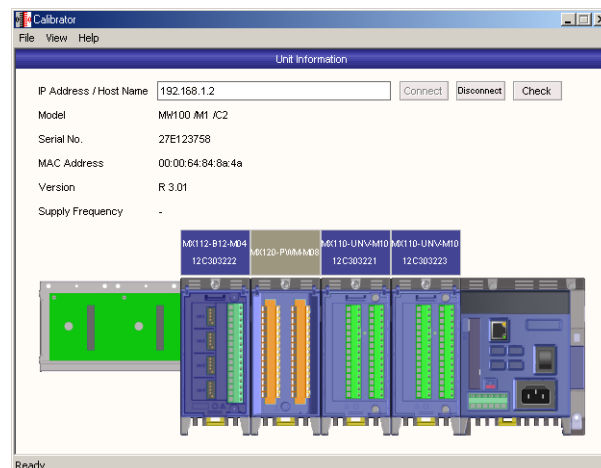 Calibrator
File View Help
Unit Information
IP Address / Host Name 192.168.1.2 Connect Disconnect Check
Model MW100 /M1 /C2
Serial No. 27E123758
MAC Address 00:00:64:84:8a:4a
Version R 3.01
Supply Frequency -
MX112-B12-M04 MX120-PWM-M08 MX110-UNV-M10 MX110-UNV-M10
12C303222 12C303221 12C303223
Ready